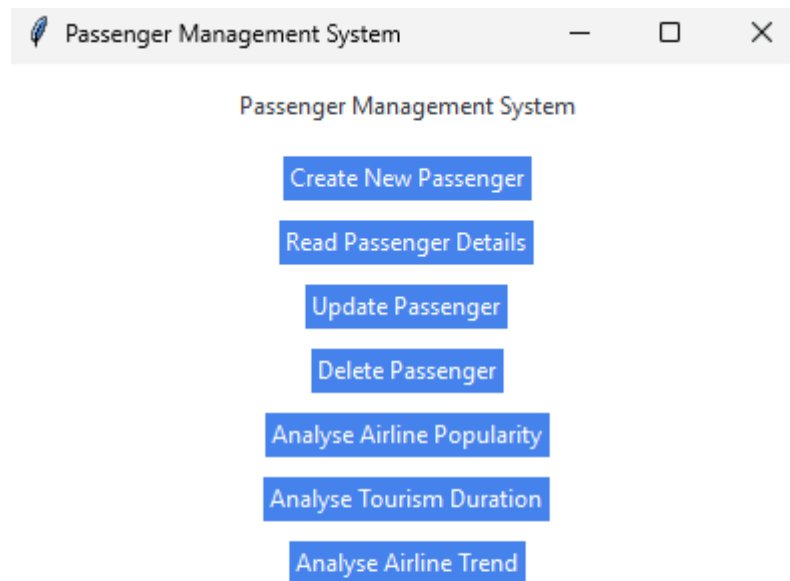 Passenger Management System
Passenger Management System
Create New Passenger
Read Passenger Details
Update Passenger
Delete Passenger
Analyse Airline Popularity
Analyse Tourism Duration
Analyse Airline Trend